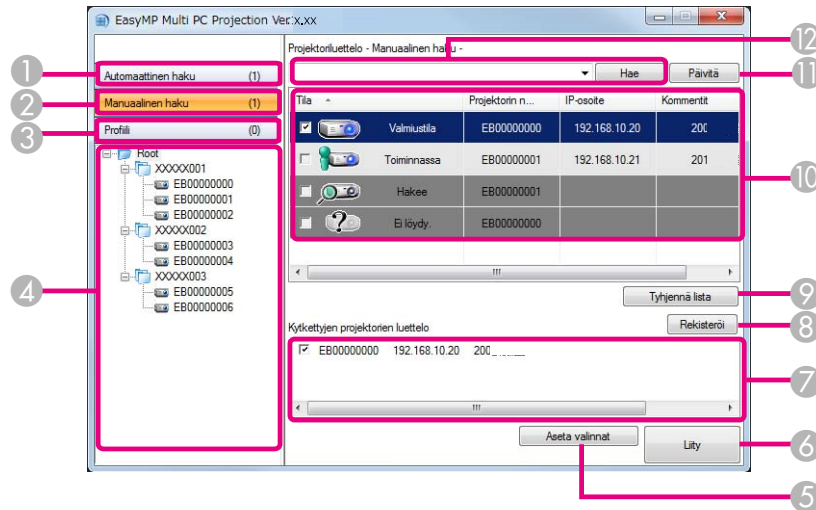 EasyMP Multi PC Projection Ver.x.xx
Projektoriluettelo - Manuaalinen haku -
12
1
Automaattinen haku (1)
Hae
Päivitä
11
2
Manuaalinen haku (1)
Tila Projektorin n... IP-osoite Kommentit
3
Profiili (0)
Valmiustila EB00000000 192.168.10.20 200
Root
XXXXX001
Toiminnassa EB00000001 192.168.10.21 201
EB00000000
10
EB00000001
Hakee EB00000001
EB00000002
XXXXX002
Ei löydy. EB00000000
EB00000003
EB00000004
XXXXX003
4
EB00000005
Tyhjennä lista
9
EB00000006
Kytkettyjen projektorien luettelo
Rekisteröi
8
EB00000000 192.168.10.20 200
7
Aseta valinnat
Liity
6
5